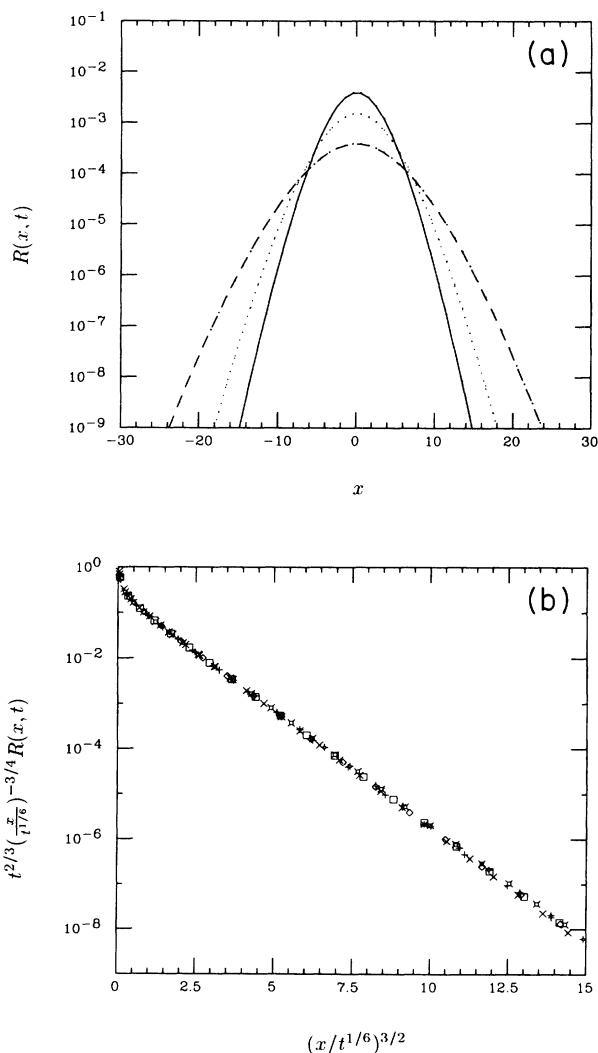 (a)
10⁻¹
10⁻²
10⁻³
10⁻⁴
10⁻⁵
10⁻⁶
10⁻⁷
10⁻⁸
10⁻⁹
R(x,t)
-30 -20 -10 0 10 20 30
x
(b)
10⁰
10⁻²
10⁻⁴
10⁻⁶
10⁻⁸
t^{2/3}(x/t^{1/6})^{-3/4}R(x,t)
0 2.5 5 7.5 10 12.5 15
(x/t^{1/6})^{3/2}